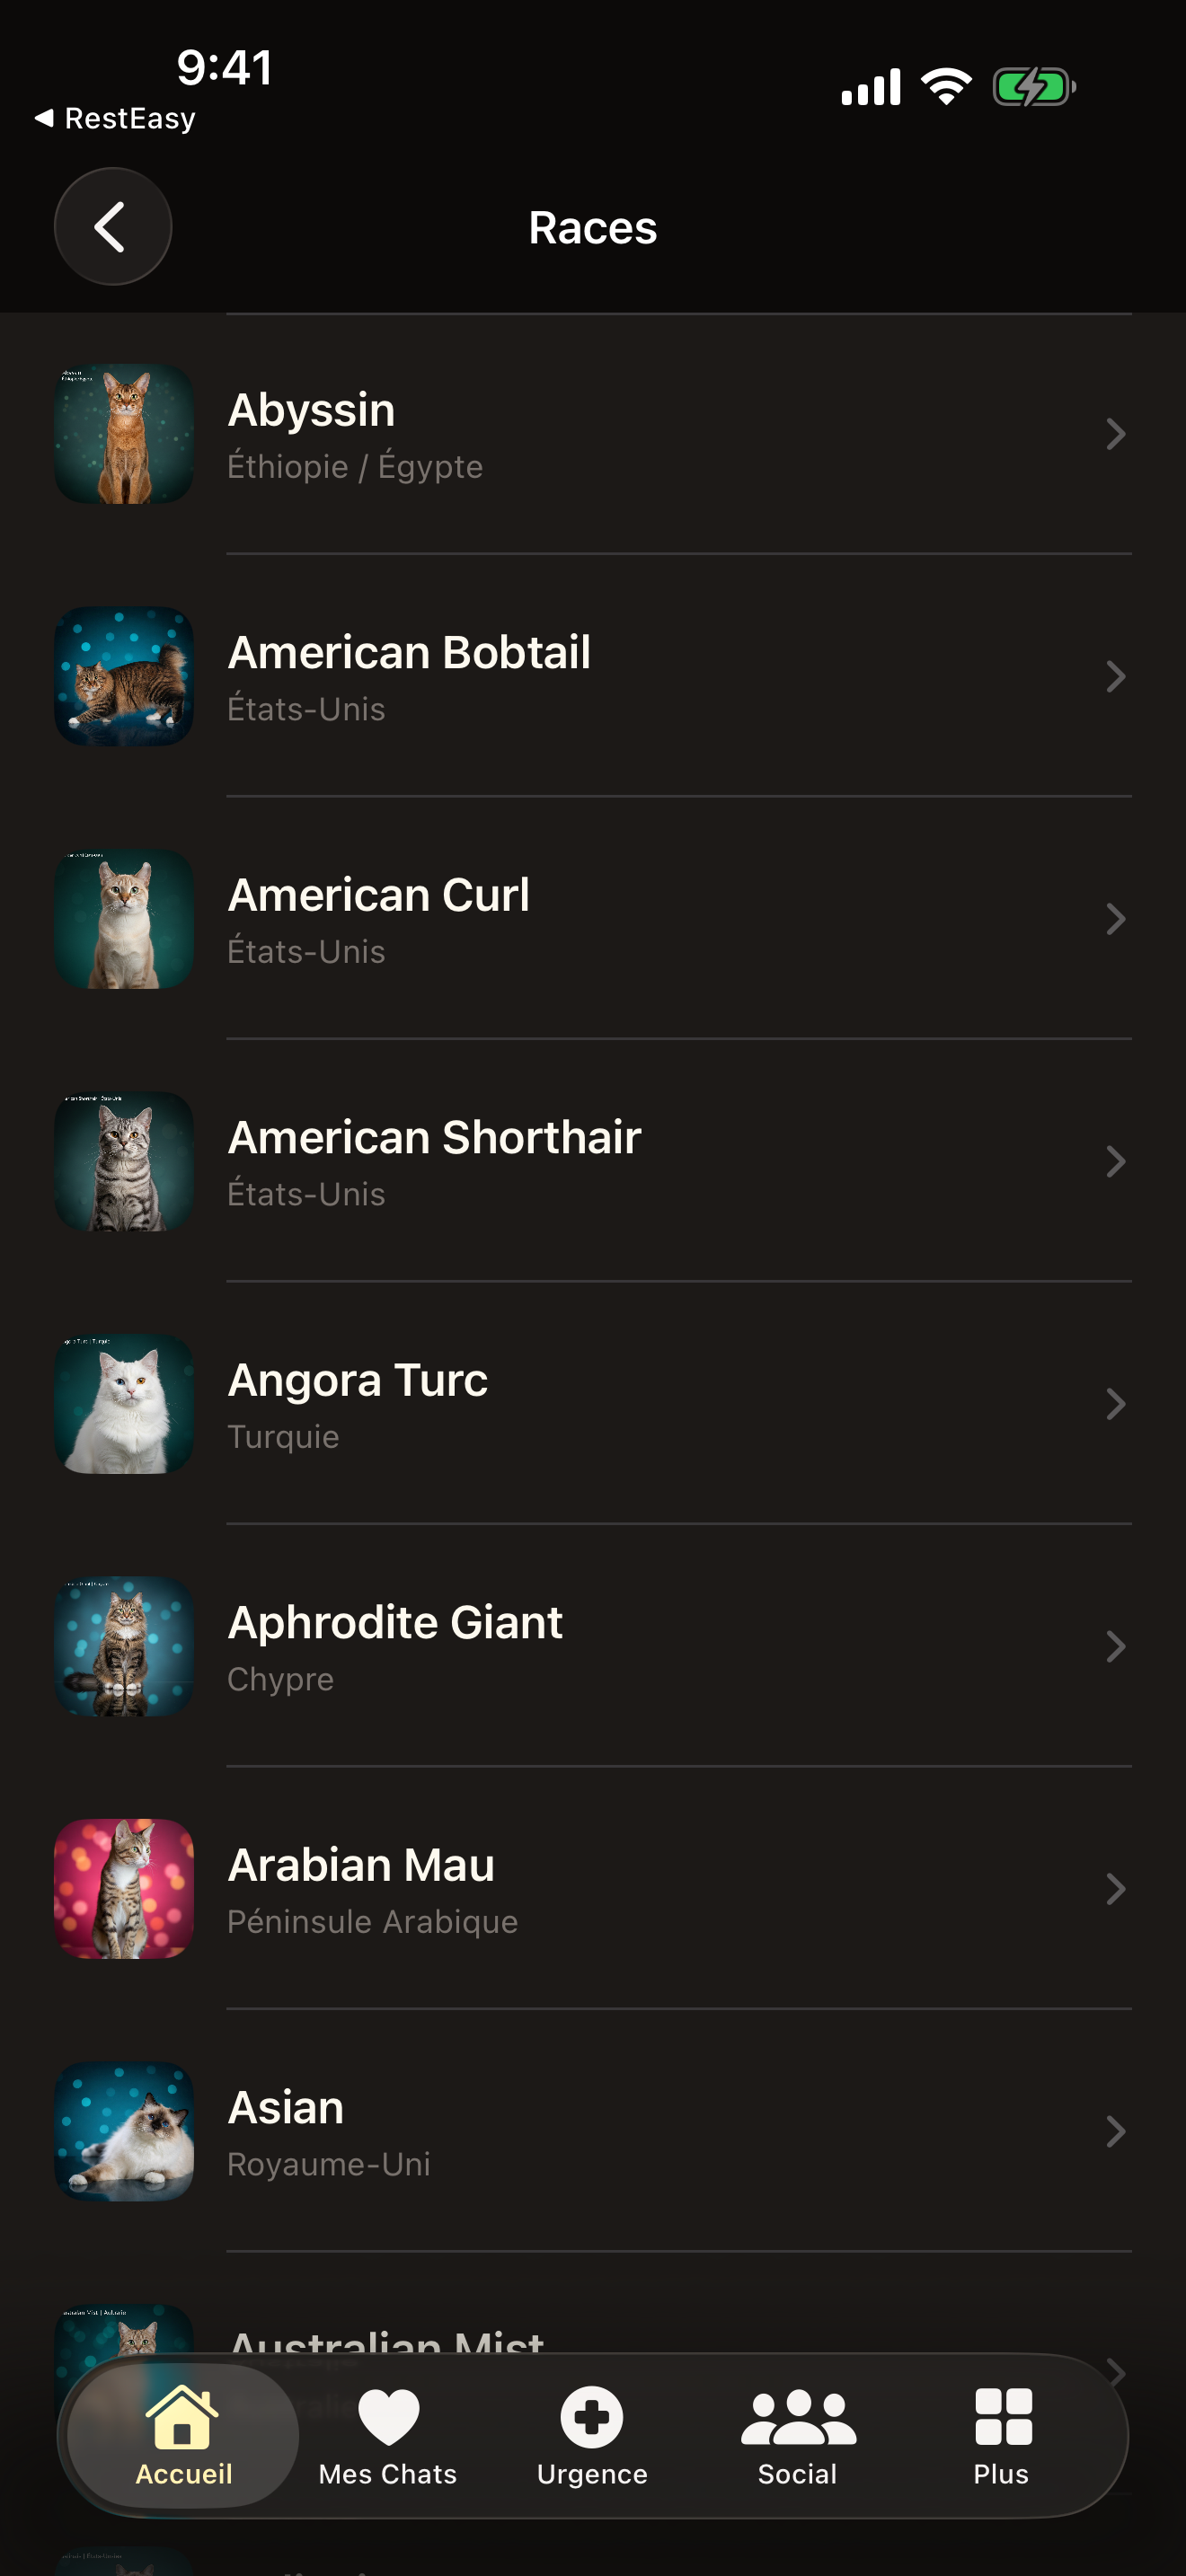 9:41
◀ RestEasy
Races
Abyssin
Éthiopie / Égypte
American Bobtail
États-Unis
American Curl
États-Unis
American Shorthair
États-Unis
Angora Turc
Turquie
Aphrodite Giant
Chypre
Arabian Mau
Péninsule Arabique
Asian
Royaume-Uni
Australian Mist
Accueil
Mes Chats
Urgence
Social
Plus